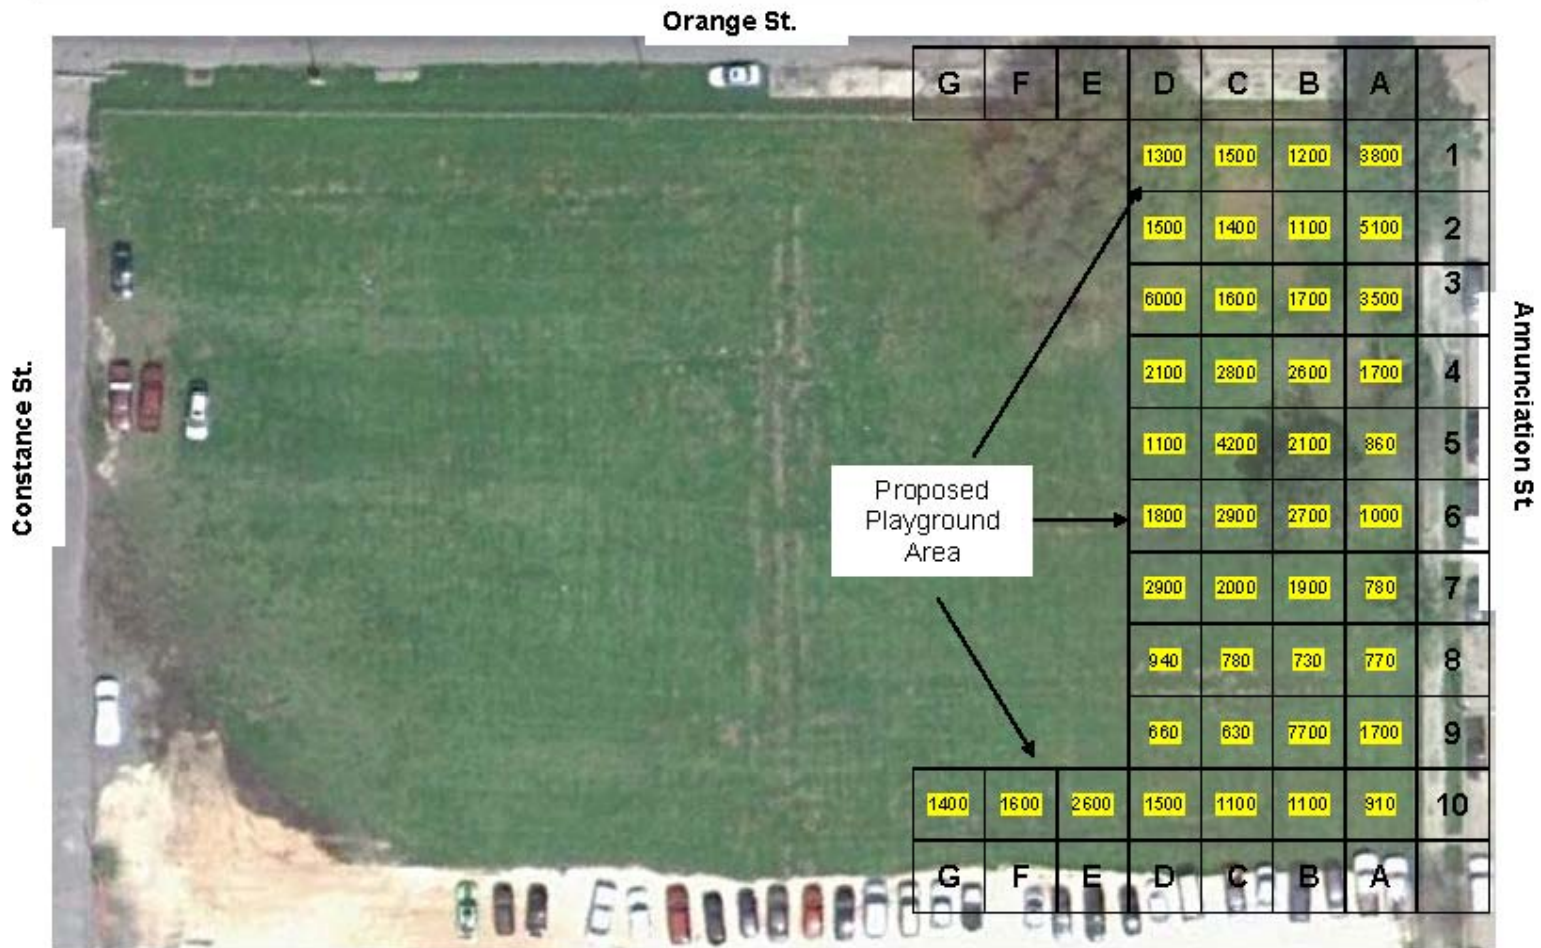 Orange St.
G F E D C B A
1300 1500 1200 3800 1
1500 1400 1100 5100 2
6000 1600 1700 3500 3
2100 2800 2600 1700 4
1100 4200 2100 860 5
1800 2900 2700 1000 6
2900 2000 1900 780 7
940 780 730 770 8
660 630 7700 1700 9
1400 1600 2600 1500 1100 1100 910 10
G F E D C B A
Proposed
Playground
Area
Constance St.
Annunciation St